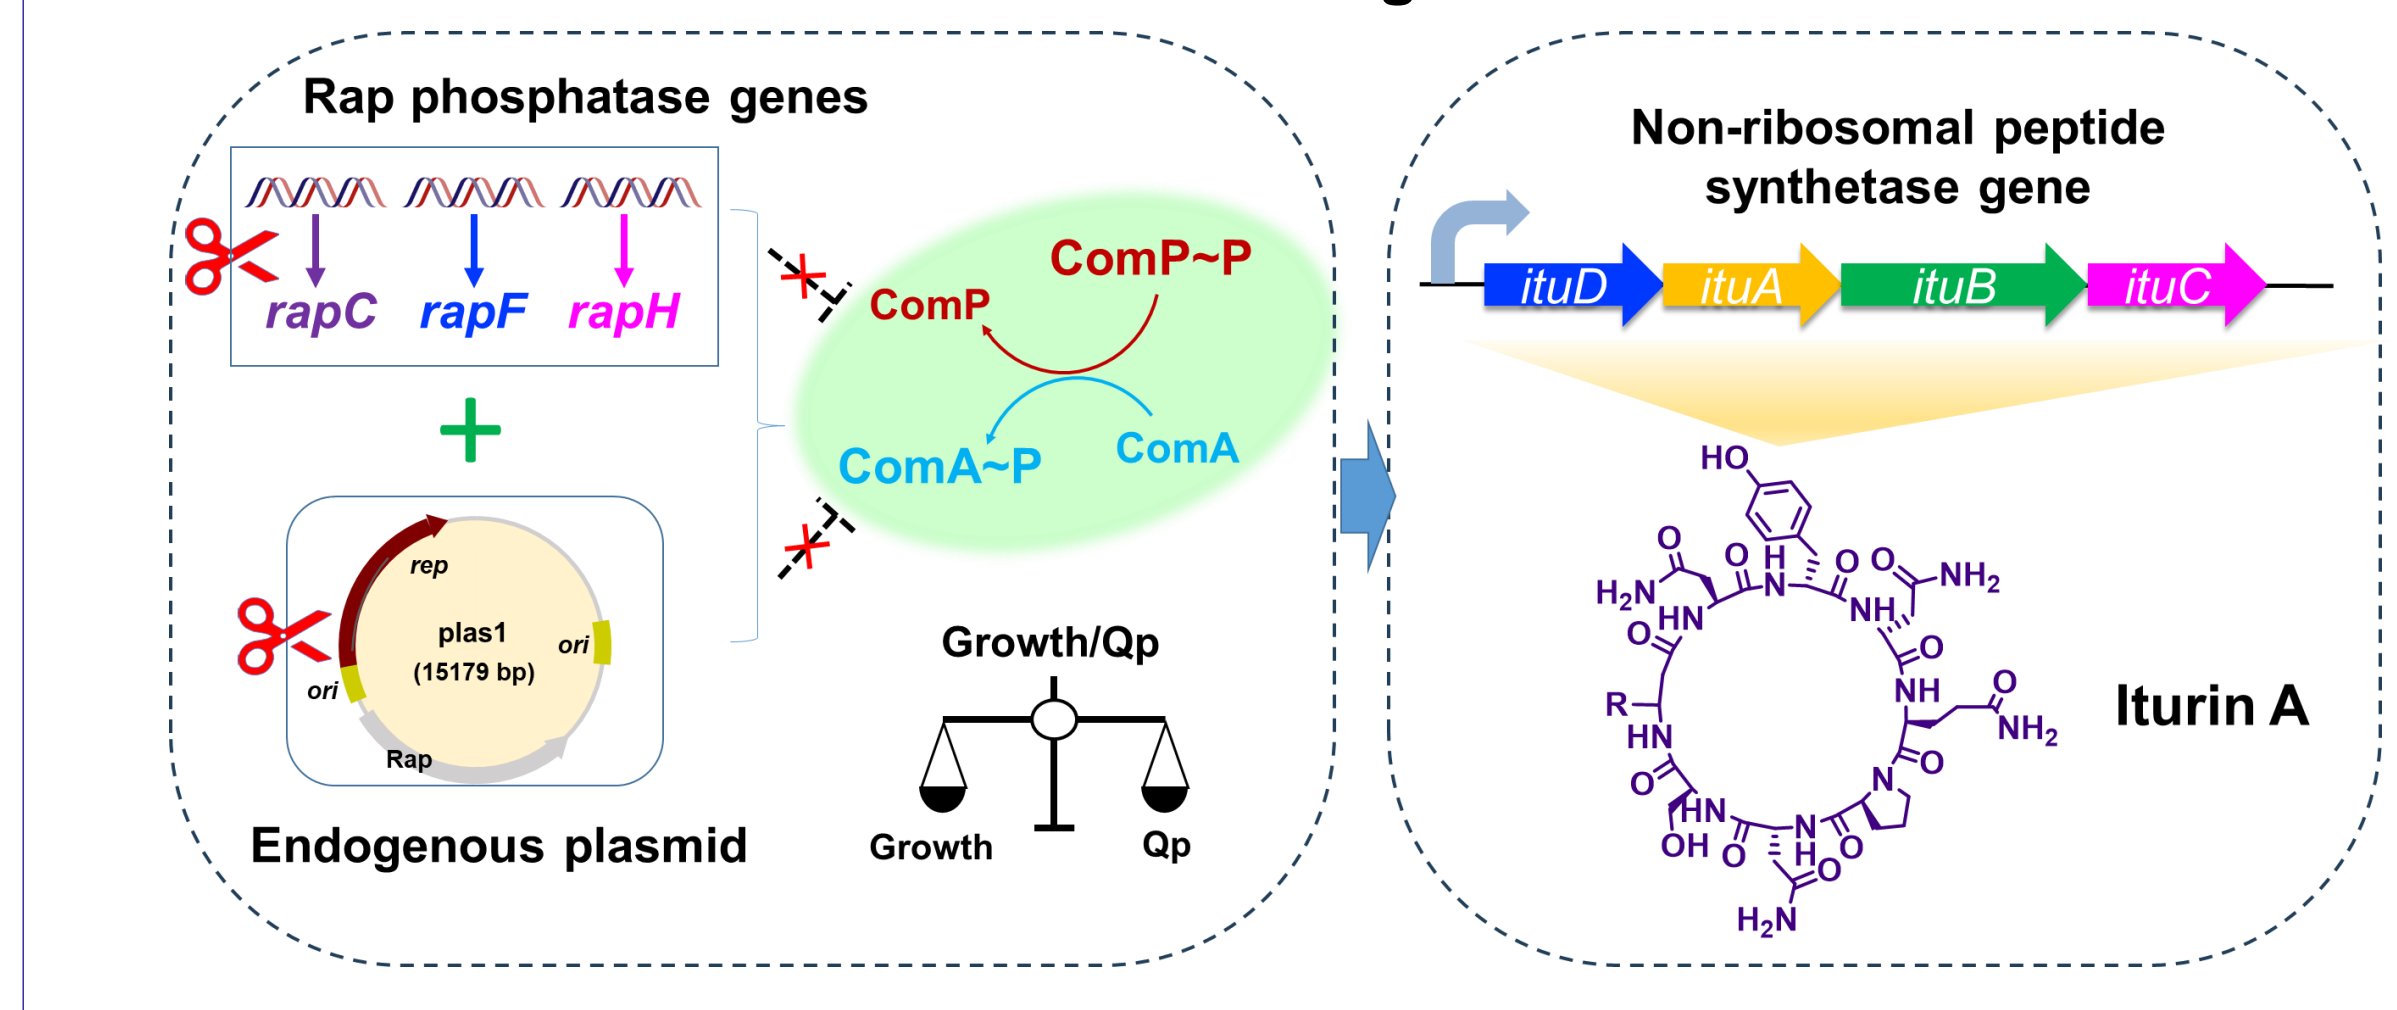 Rap phosphatase genes
rapC rapF rapH
ComP~P
ComP
ComA~P
ComA
rep
plas1
(15179 bp)
ori
ori
Rap
Endogenous plasmid
Growth/Qp
Growth
Qp
Non-ribosomal peptide
synthetase gene
ituD ituA ituB ituC
HO
O
O
H
N
O
O
NH2
H2N
HN
NH
O
O
R
NH
O
NH2
HN
O
O
N
HN
OH
O
N
H
O
O
H2N
Iturin A